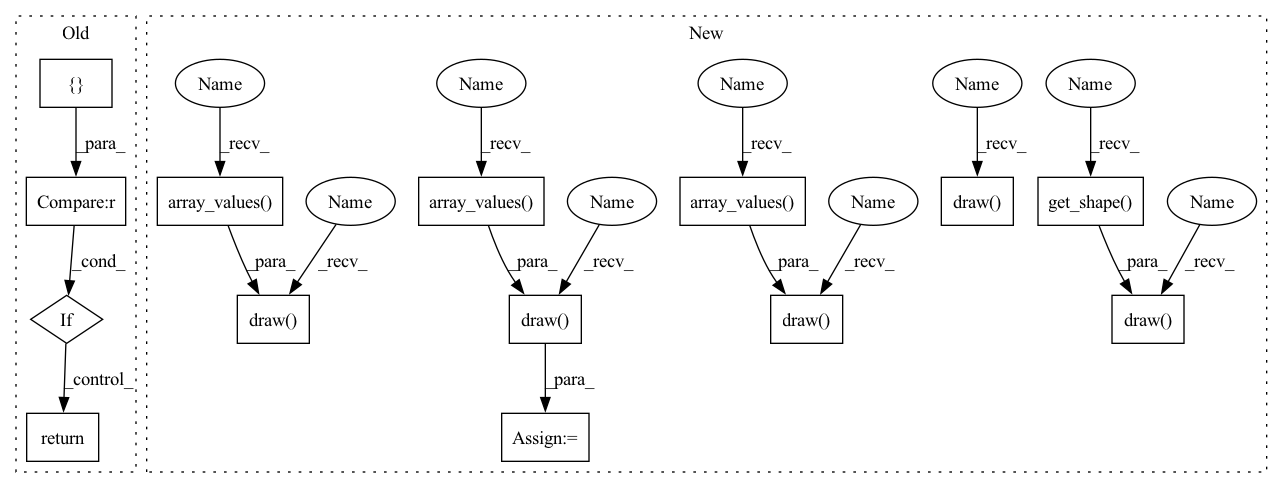 Old
New
{}
Name
Name
Name
Name
Name
_para_
_recv_
_recv_
_recv_
_recv_
_recv_
Compare:r
array_values()
Name
array_values()
Name
array_values()
Name
draw()
get_shape()
Name
_cond_
_para_
_recv_
_para_
_recv_
_para_
_recv_
_para_
_recv_
If
draw()
draw()
draw()
draw()
_control_
_para_
return
Assign:=